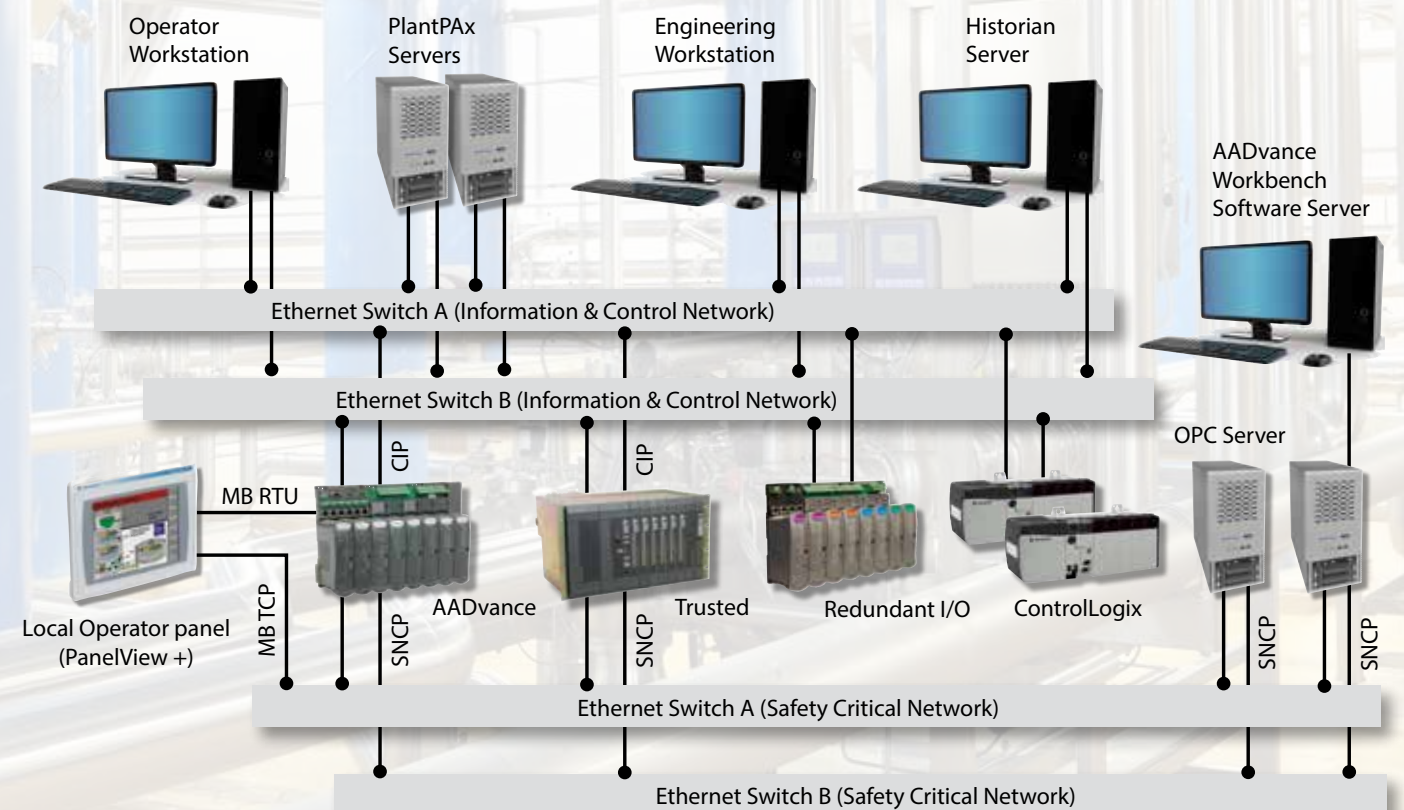 Operator
Workstation
PlantPAx
Servers
Engineering
Workstation
Historian
Server
AADvance
Workbench
Software Server
Ethernet Switch A (Information & Control Network)
Ethernet Switch B (Information & Control Network)
OPC Server
CIP
CIP
MB RTU
MB TCP
Local Operator panel
(PanelView +)
AADvance
Trusted
Redundant I/O
ControlLogix
SNCP
SNCP
SNCP
SNCP
Ethernet Switch A (Safety Critical Network)
Ethernet Switch B (Safety Critical Network)